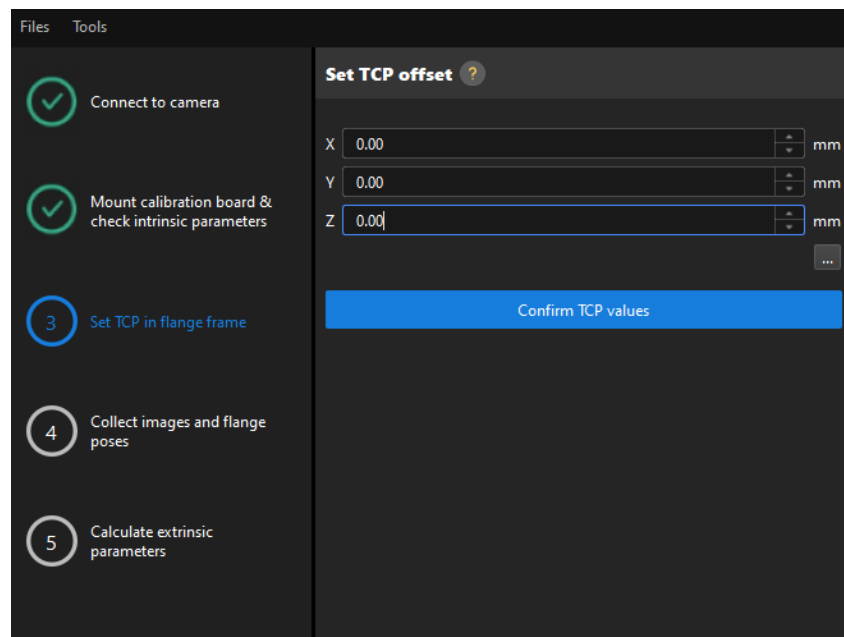 Files Tools
Connect to camera
Mount calibration board &
check intrinsic parameters
3 Set TCP in flange frame
4 Collect images and flange
poses
5 Calculate extrinsic
parameters
Set TCP offset ?
X 0.00 mm
Y 0.00 mm
Z 0.00 mm
...
Confirm TCP values